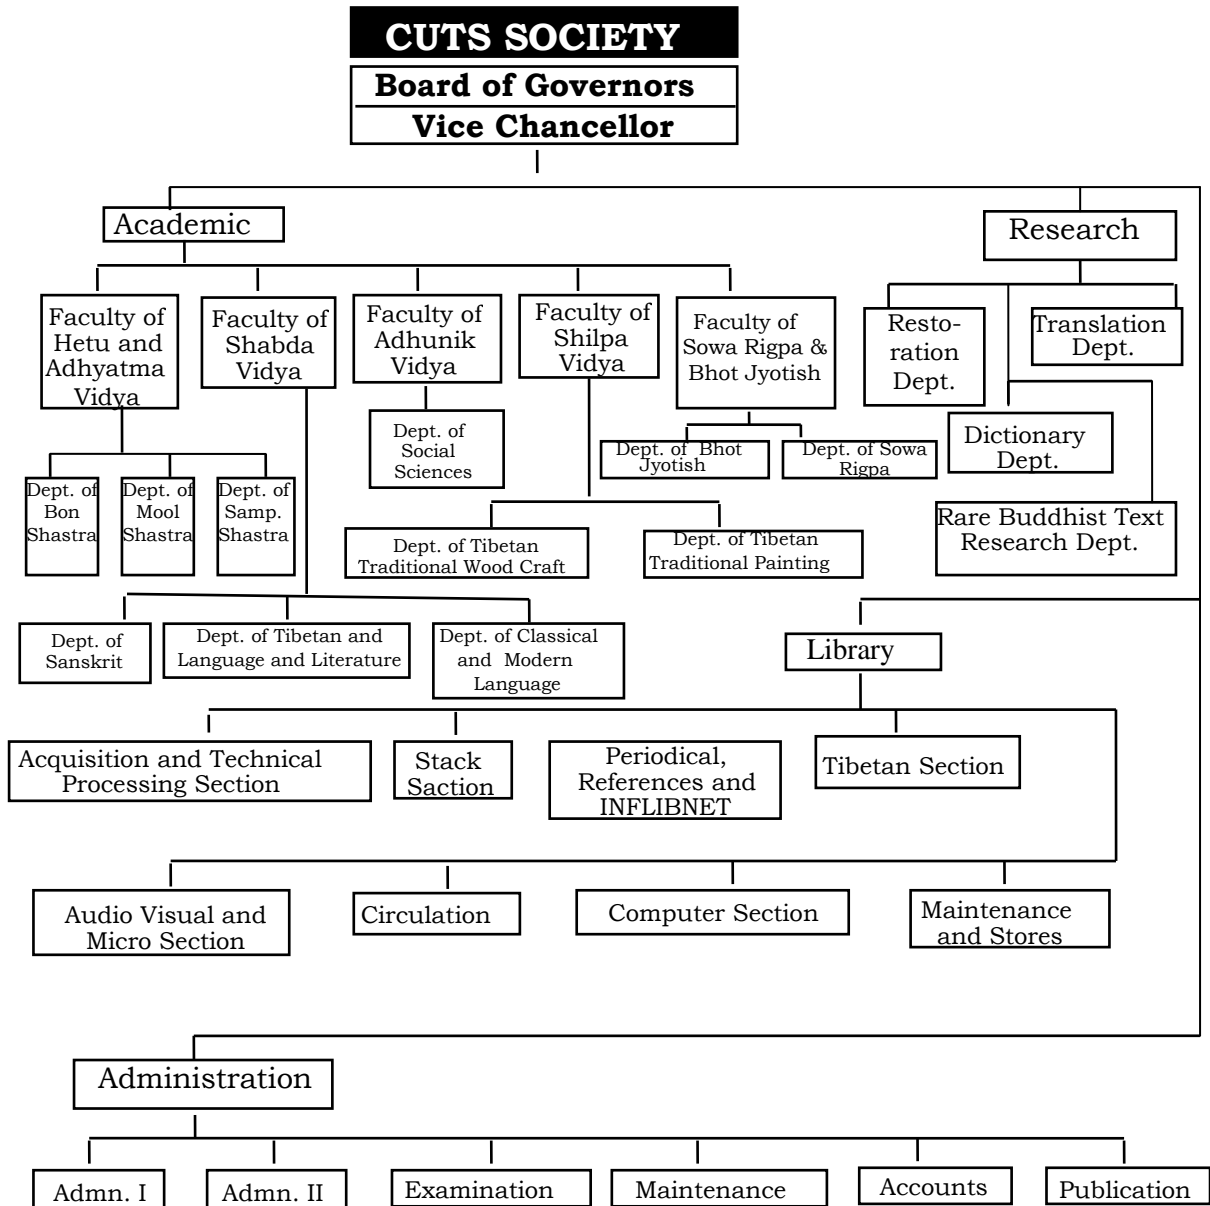 CUTS SOCIETY
Board of Governors
Vice Chancellor
Academic
Research
Faculty of
Hetu and
Adhyatma
Vidya
Faculty of
Shabda
Vidya
Faculty of
Adhunik
Vidya
Faculty of
Shilpa
Vidya
Faculty of
Sowa Rigpa &
Bhot Jyotish
Resto-
ration
Dept.
Translation
Dept.
Dept. of
Social
Sciences
Dept. of Bhot
Jyotish
Dept. of Sowa
Rigpa
Dictionary
Dept.
Dept. of
Bon
Shastra
Dept. of
Mool
Shastra
Dept. of
Samp.
Shastra
Dept. of Tibetan
Traditional Wood Craft
Dept. of Tibetan
Traditional Painting
Rare Buddhist Text
Research Dept.
Dept. of
Sanskrit
Dept. of Tibetan and
Language and Literature
Dept. of Classical
and Modern
Language
Library
Acquisition and Technical
Processing Section
Stack
Saction
Periodical,
References and
INFLIBNET
Tibetan Section
Audio Visual and
Micro Section
Circulation
Computer Section
Maintenance
and Stores
Administration
Admn. I
Admn. II
Examination
Maintenance
Accounts
Publication